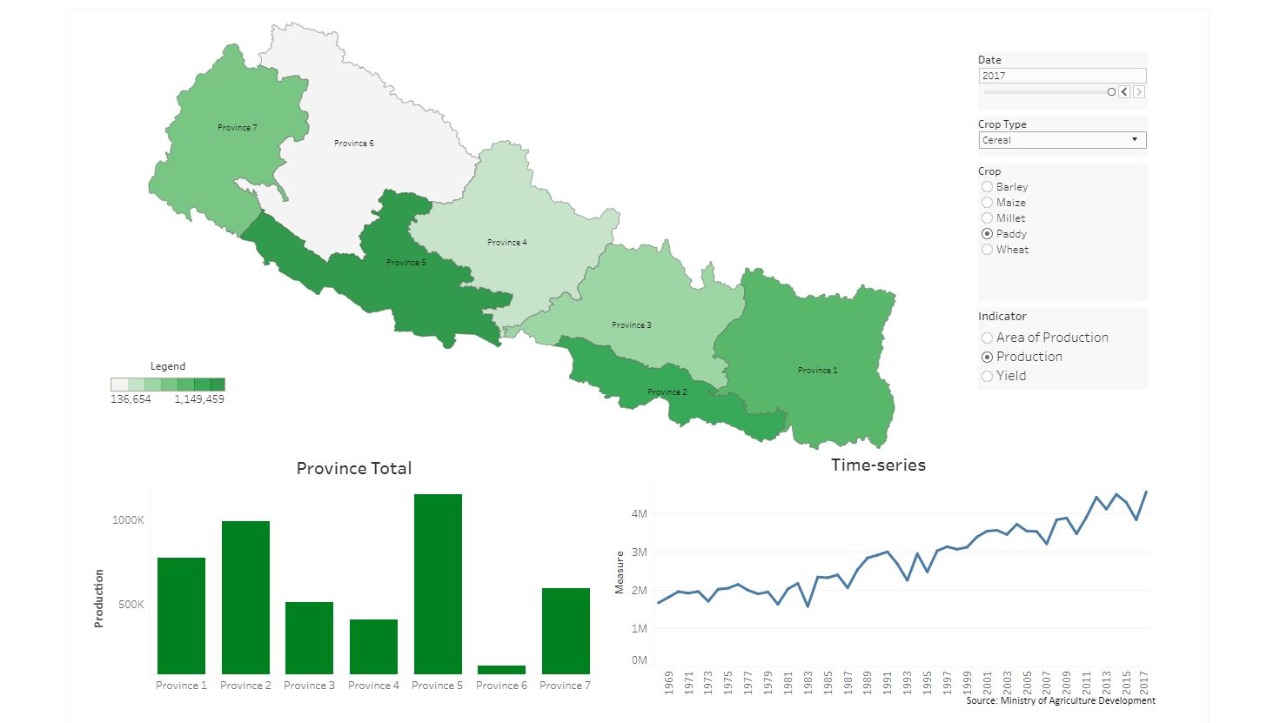 Province 7
Province 6
Province 4
Province 5
Province 3
Province 1
Province 2
Date
2017
Crop Type
Cereal
Crop
Barley
Maize
Millet
Paddy
Wheat
Indicator
Area of Production
Production
Yield
Legend
136,654 1,149,459
Province Total
Production
1000K
500K
Province 1 Province 2 Province 3 Province 4 Province 5 Province 6 Province 7
Time-series
Measure
4M
3M
2M
1M
0M
1969 1971 1973 1975 1977 1979 1981 1983 1985 1987 1989 1991 1993 1995 1997 1999 2001 2003 2005 2007 2009 2011 2013 2015 2017
Source: Ministry of Agriculture Development